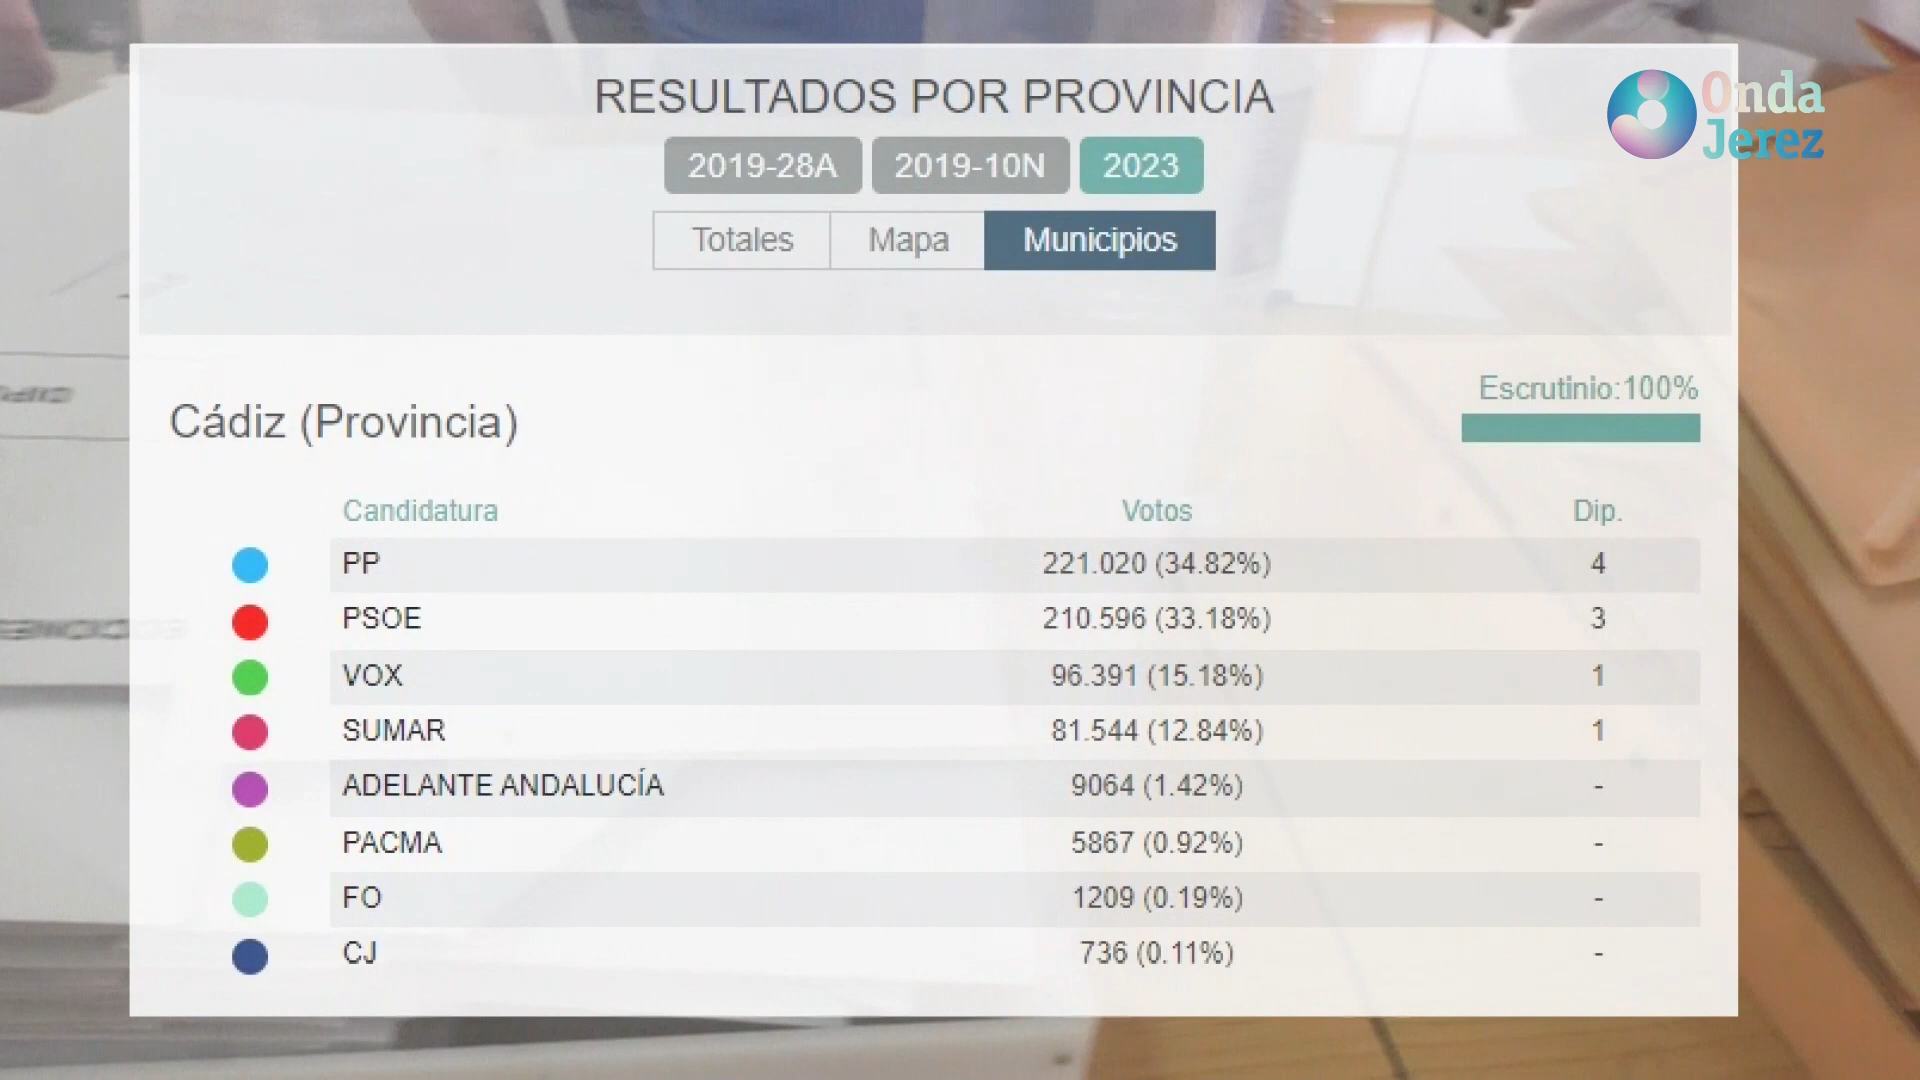 RESULTADOS POR PROVINCIA
Onda
Jerez
2019-28A 2019-10N 2023
Totales Mapa Municipios
Escrutinio:100%
Cádiz (Provincia)
Candidatura Votos Dip.
PP 221.020 (34.82%) 4
PSOE 210.596 (33.18%) 3
VOX 96.391 (15.18%) 1
SUMAR 81.544 (12.84%) 1
ADELANTE ANDALUCÍA 9064 (1.42%) -
PACMA 5867 (0.92%) -
FO 1209 (0.19%) -
CJ 736 (0.11%) -